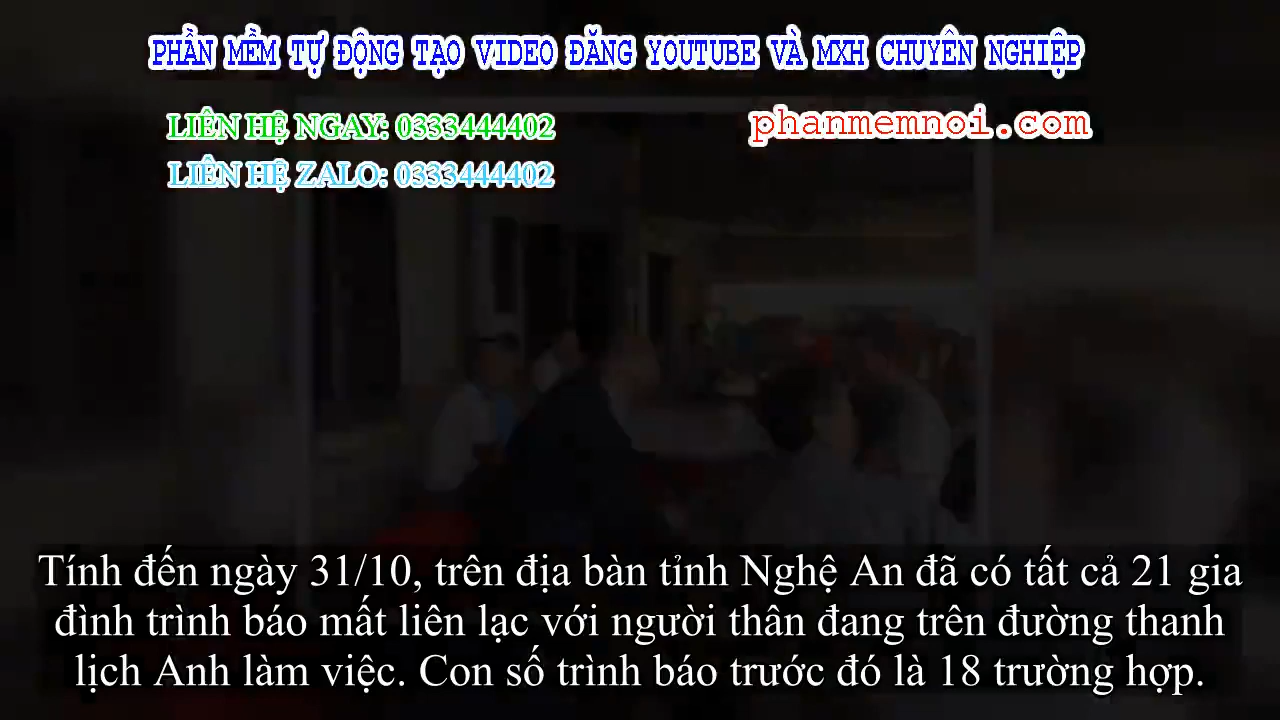 PHẦN MỀM TỰ ĐỘNG TẠO VIDEO ĐĂNG YOUTUBE VÀ MXH CHUYÊN NGHIỆP
LIÊN HỆ NGAY: 0333444402
phanmemnoi.com
LIÊN HỆ ZALO: 0333444402
Tính đến ngày 31/10, trên địa bàn tỉnh Nghệ An đã có tất cả 21 gia
đình trình báo mất liên lạc với người thân đang trên đường thanh
lịch Anh làm việc. Con số trình báo trước đó là 18 trường hợp.